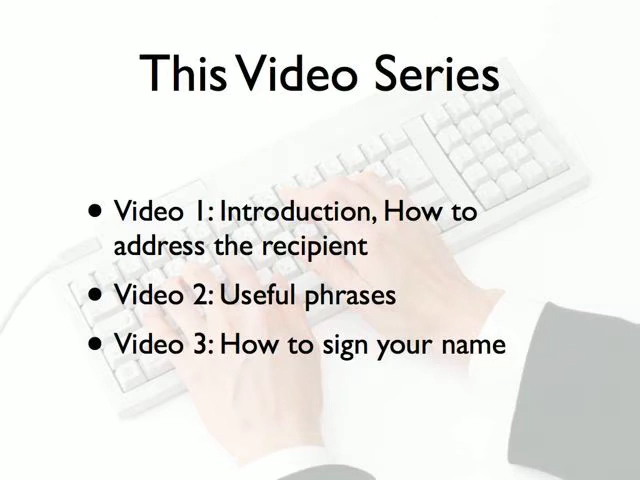 This Video Series
• Video 1: Introduction, How to
address the recipient
• Video 2: Useful phrases
• Video 3: How to sign your name